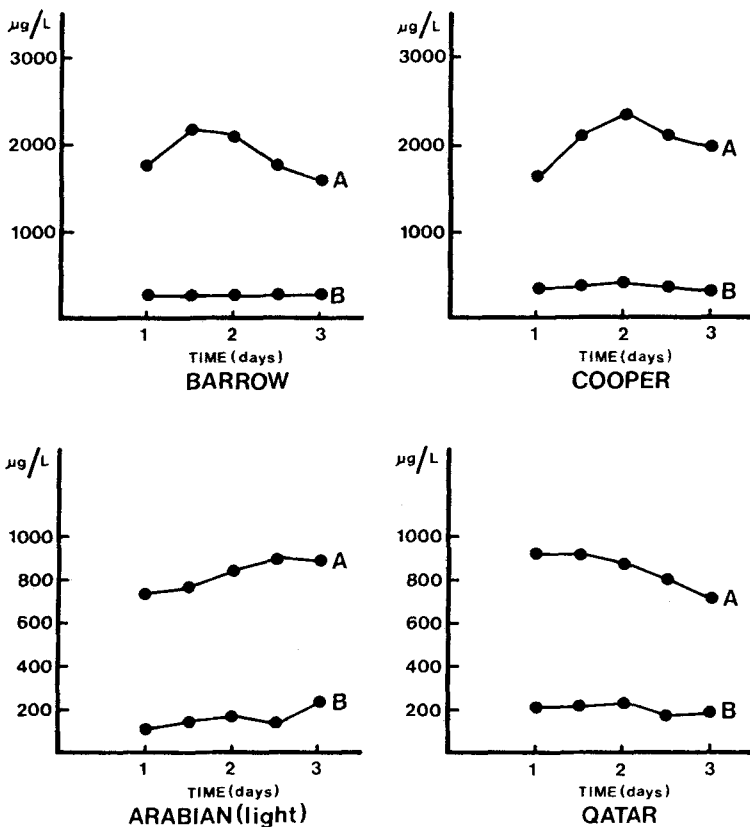 µg/L
3000
2000
1000
A
B
1 2 3
TIME (days)
BARROW
µg/L
3000
2000
1000
A
B
1 2 3
TIME (days)
COOPER
µg/L
1000
800
600
400
200
A
B
1 2 3
TIME (days)
ARABIAN (light)
µg/L
1000
800
600
400
200
A
B
1 2 3
TIME (days)
QATAR